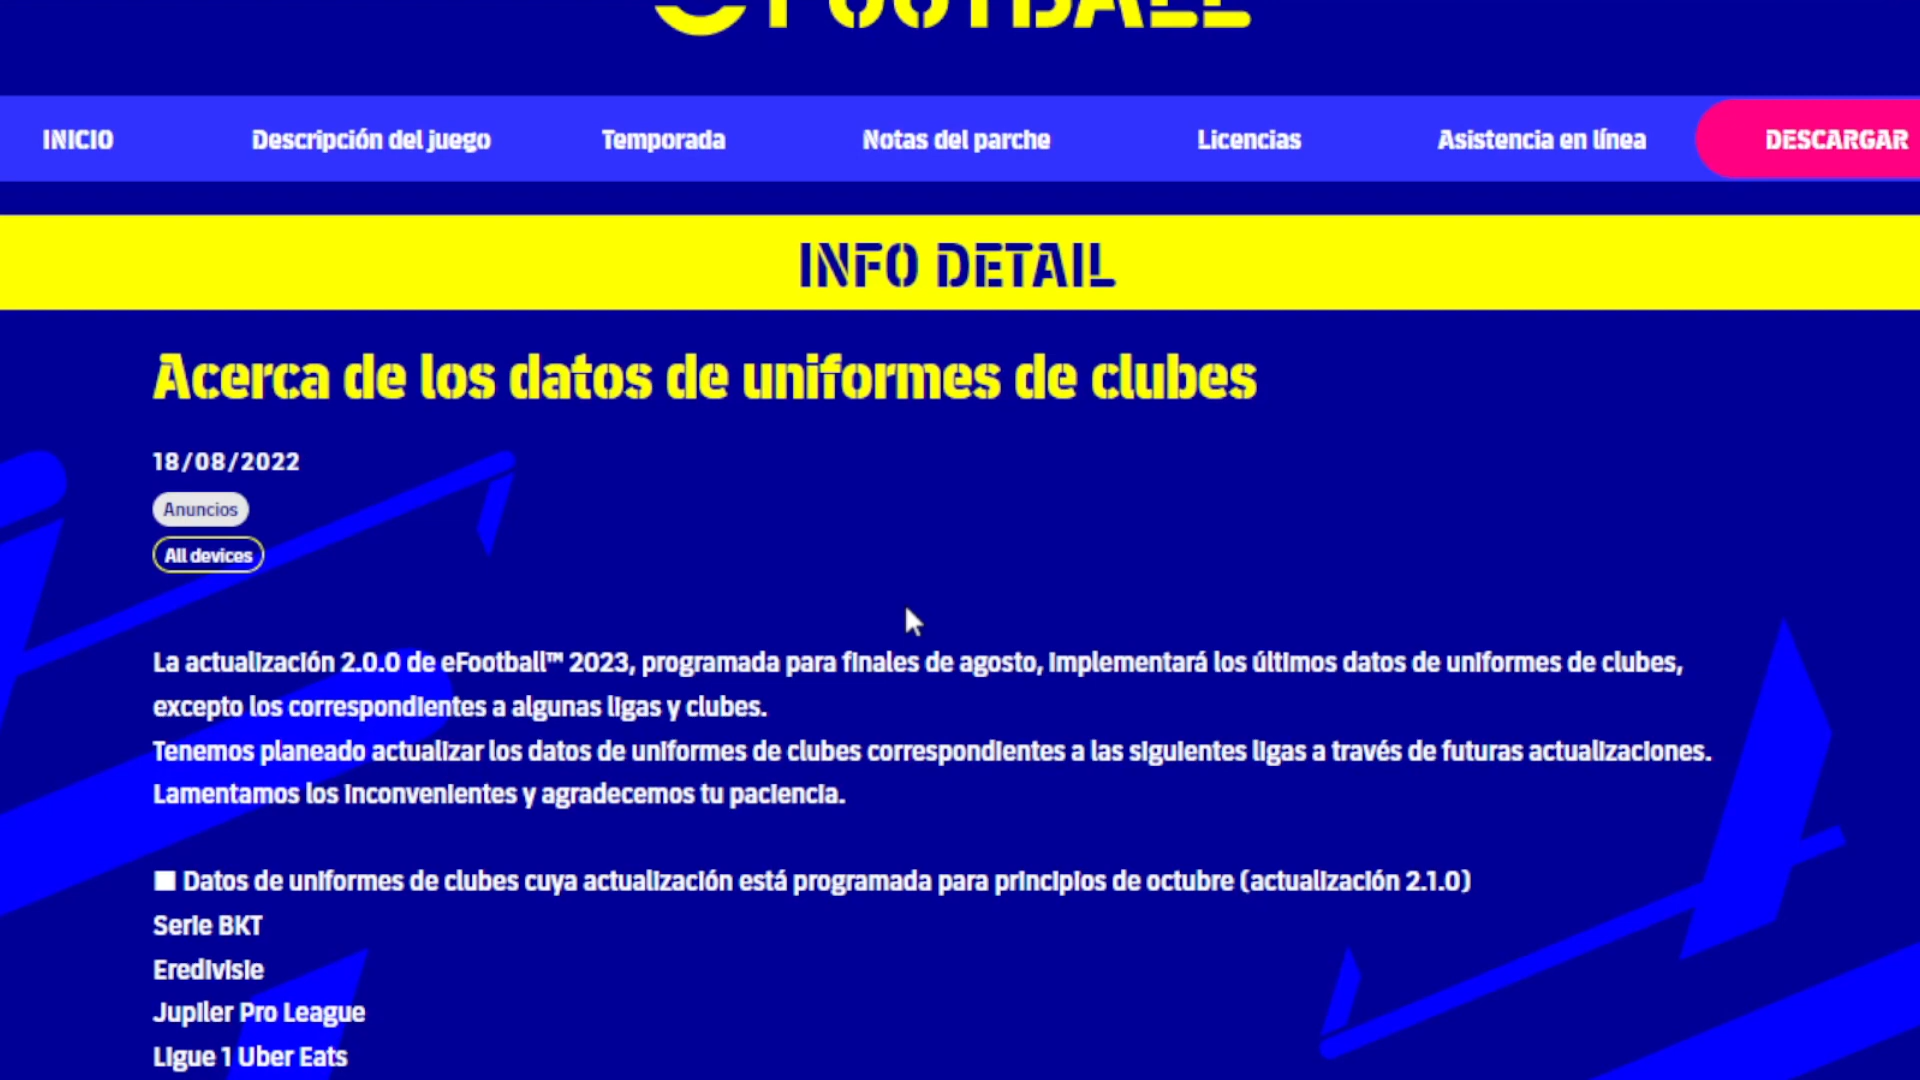 FOOTBALL
INICIO Descripción del juego Temporada Notas del parche Licencias Asistencia en línea DESCARGAR
INFO DETAIL
Acerca de los datos de uniformes de clubes
18/08/2022
Anuncios
All devices
La actualización 2.0.0 de eFootball™ 2023, programada para finales de agosto, implementará los últimos datos de uniformes de clubes,
excepto los correspondientes a algunas ligas y clubes.
Tenemos planeado actualizar los datos de uniformes de clubes correspondientes a las siguientes ligas a través de futuras actualizaciones.
Lamentamos los inconvenientes y agradecemos tu paciencia.
■ Datos de uniformes de clubes cuya actualización está programada para principios de octubre (actualización 2.1.0)
Serie BKT
Eredivisie
Jupiler Pro League
Ligue 1 Uber Eats